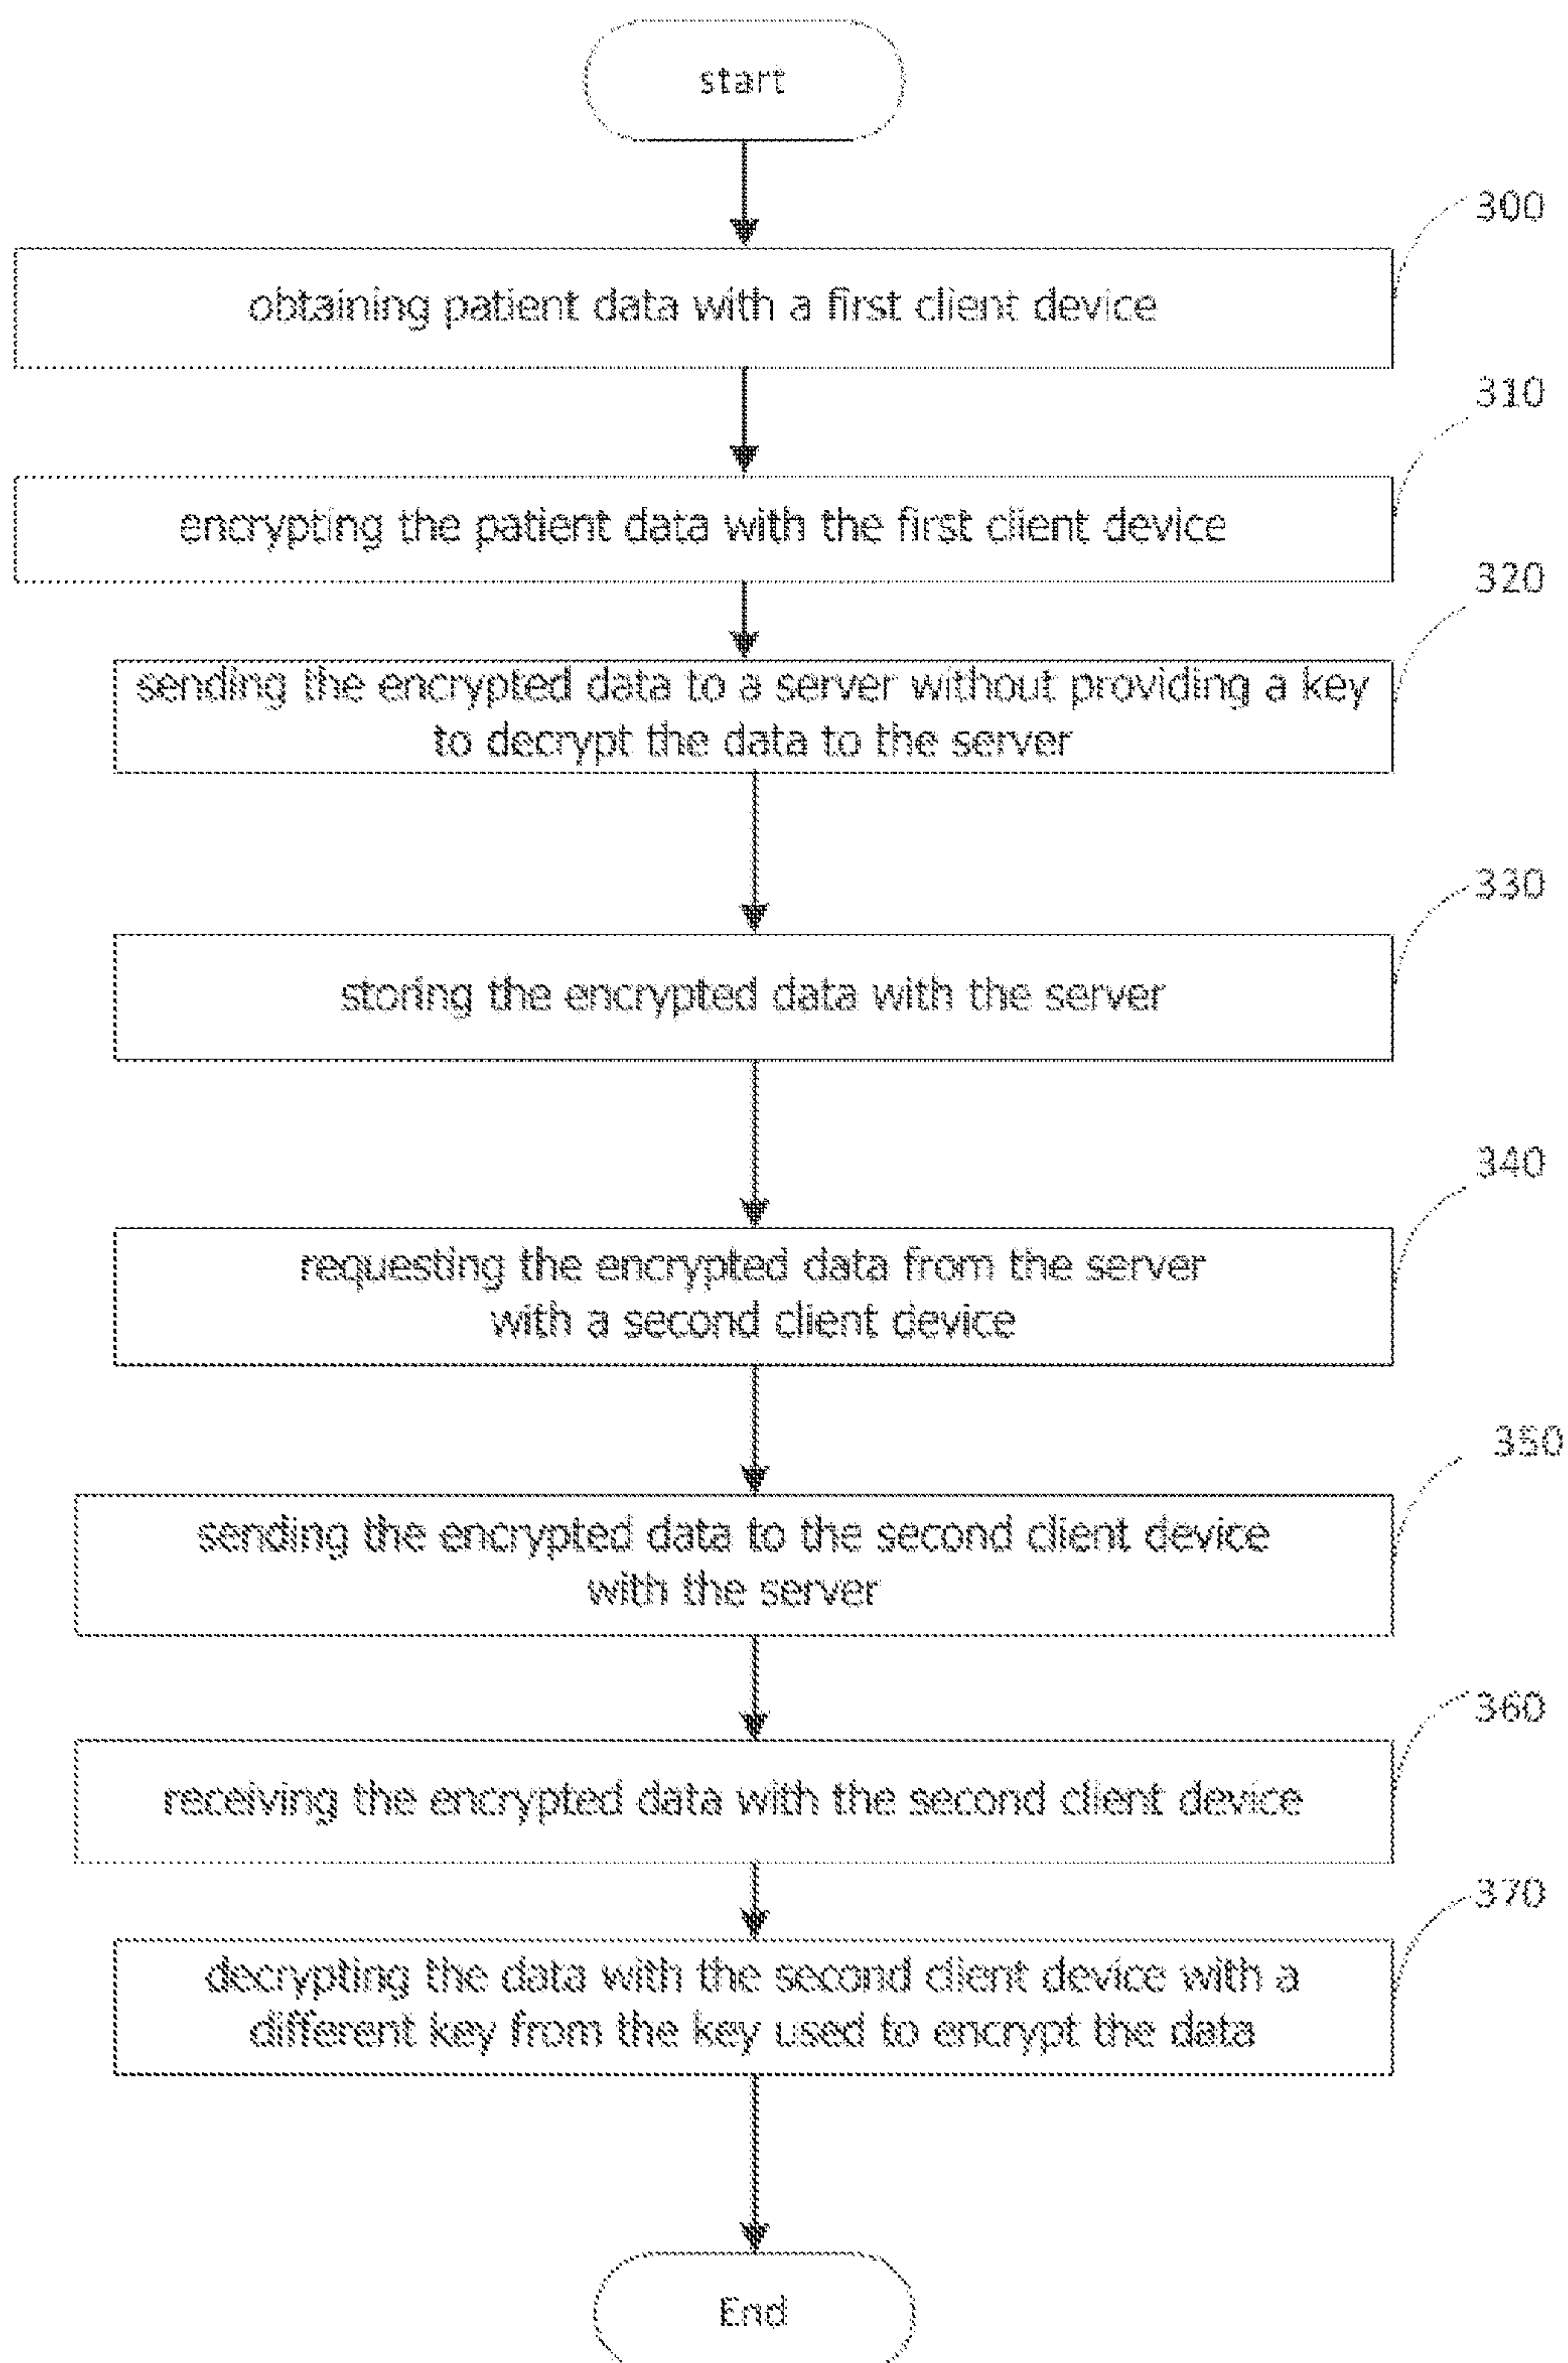 start
300
obtaining patient data with a first client device
310
encrypting the patient data with the first client device
320
sending the encrypted data to a server without providing a key
to decrypt the data to the server
330
storing the encrypted data with the server
340
requesting the encrypted data from the server
with a second client device
350
sending the encrypted data to the second client device
with the server
360
receiving the encrypted data with the second client device
370
decrypting the data with the second client device with a
different key from the key used to encrypt the data
End